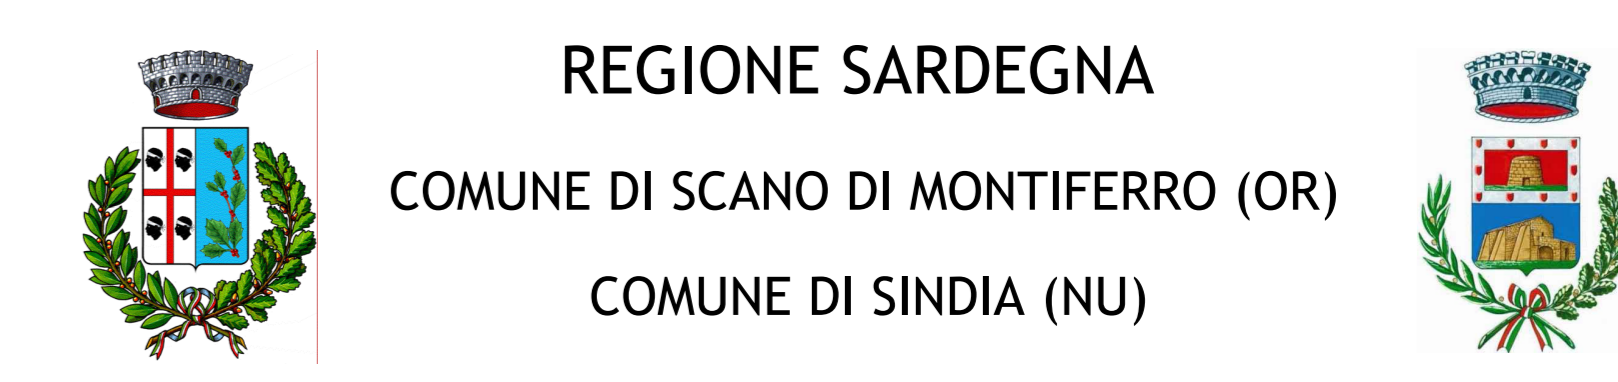 REGIONE SARDEGNA
COMUNE DI SCANO DI MONTIFERRO (OR)
COMUNE DI SINDIA (NU)